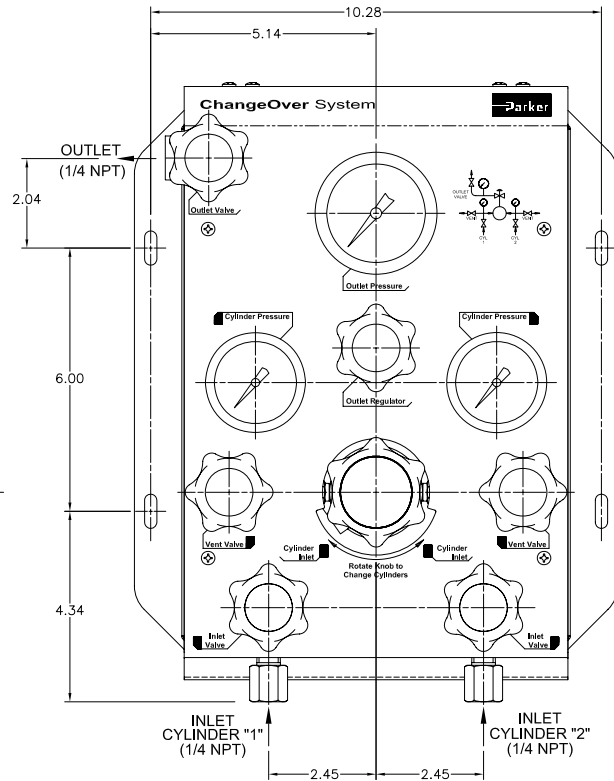 10.28
5.14
ChangeOver System
Parker
OUTLET
(1/4 NPT)
2.04
Outlet Valve
OUTLET
VALVE
VENT
VENT
CYL
1
CYL
2
Outlet Pressure
Cylinder Pressure
Cylinder Pressure
6.00
Outlet Regulator
Vent Valve
Vent Valve
Cylinder
Inlet
Cylinder
Inlet
Rotate Knob to
Change Cylinders
4.34
Inlet
Valve
Inlet
Valve
INLET
CYLINDER "1"
(1/4 NPT)
INLET
CYLINDER "2"
(1/4 NPT)
2.45
2.45